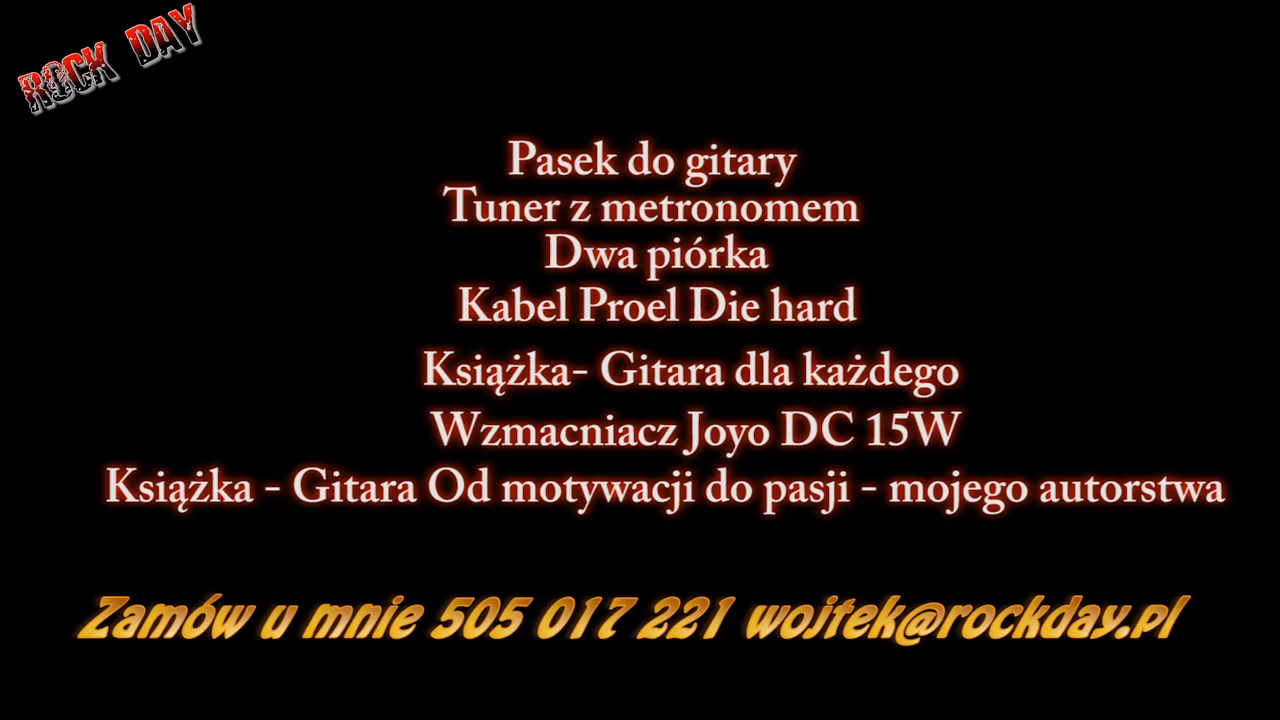 ROCK DAY
Pasek do gitary
Tuner z metronomem
Dwa piórka
Kabel Proel Die hard
Książka- Gitara dla każdego
Wzmacniacz Joyo DC 15W
Książka - Gitara Od motywacji do pasji - mojego autorstwa
Zamów u mnie 505 017 221 wojtek@rockday.pl